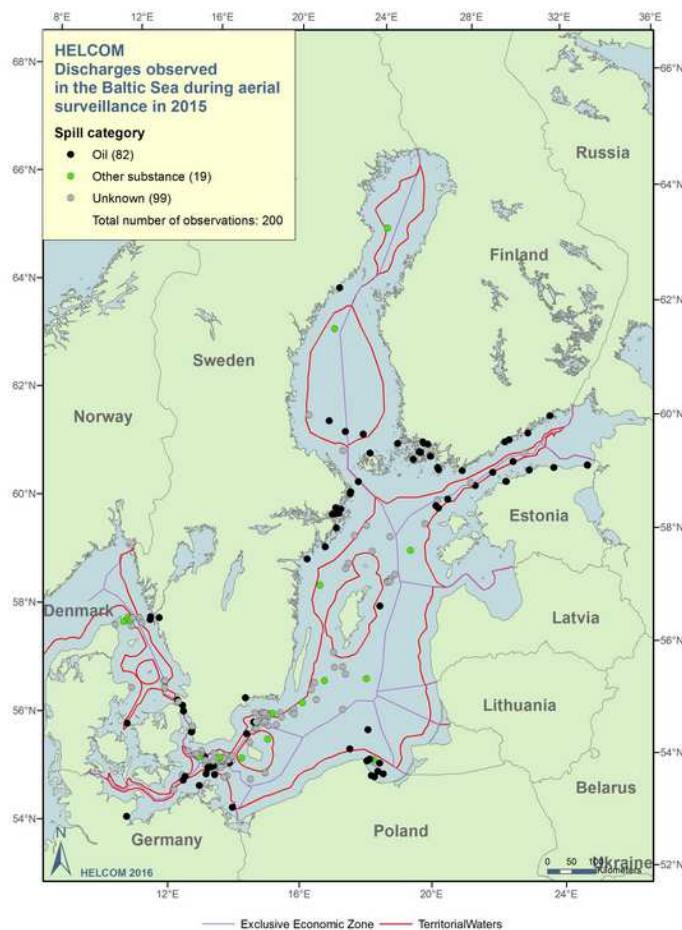 8°E
12°E
16°E
20°E
24°E
28°E
32°E
36°E
HELCOM
Discharges observed
in the Baltic Sea during aerial
surveillance in 2015
Spill category
Oil (82)
Other substance (19)
Unknown (99)
Total number of observations: 200
68°N
66°N
Russia
66°N
64°N
Finland
64°N
62°N
Sweden
Norway
62°N
60°N
60°N
58°N
Estonia
58°N
Denmark
Latvia
56°N
Lithuania
56°N
54°N
Belarus
54°N
Poland
Germany
N
HELCOM 2016
0 50 100
Kilometers
Ukraine
52°N
12°E
16°E
20°E
24°E
Exclusive Economic Zone
TerritorialWaters